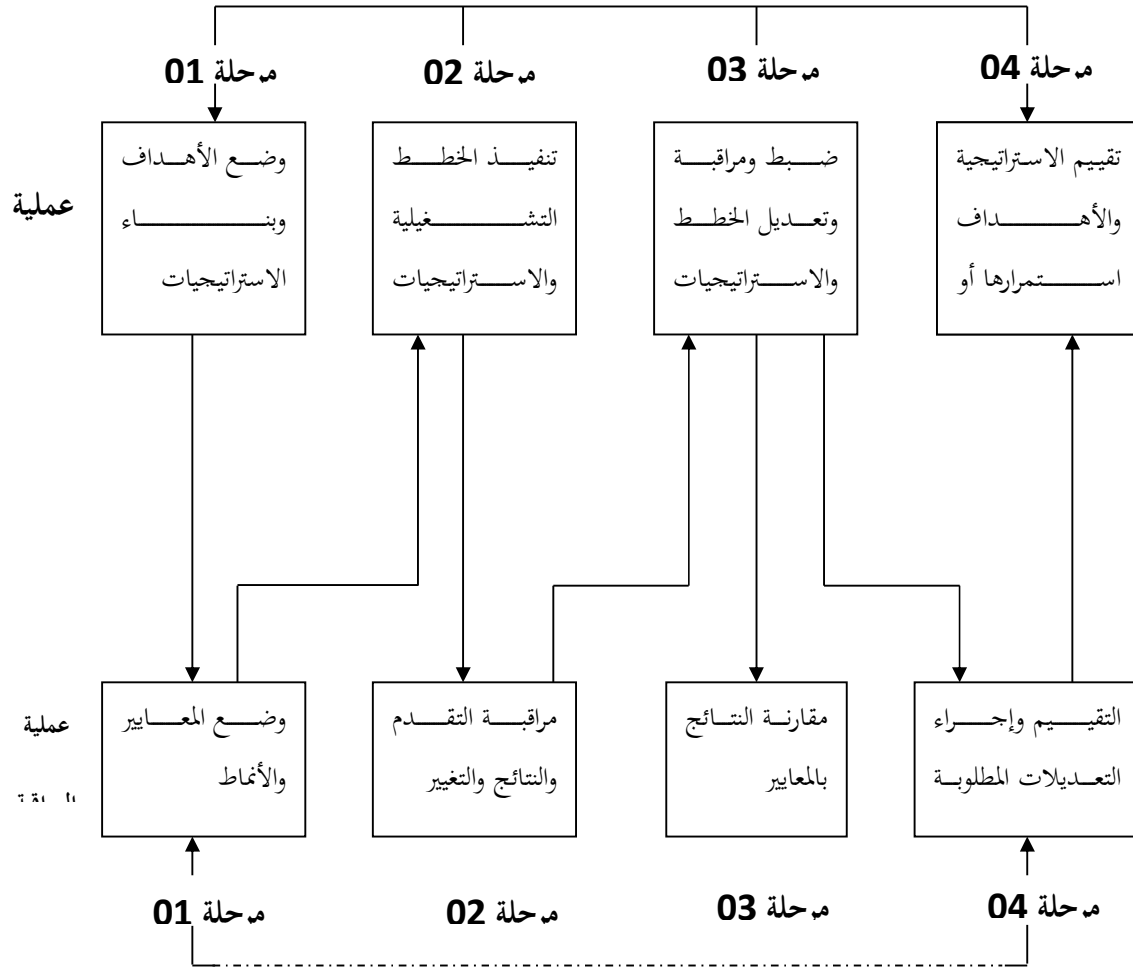 مرحلة 01
مرحلة 02
مرحلة 03
مرحلة 04
عملية
وضع الأهداف
وبناء
الاستراتيجيات
تنفيذ الخطط
التشغيلية
والاستراتيجيات
ضبط ومراقبة
وتعديل الخطط
والاستراتيجيات
تقييم الاستراتيجية
والأهداف
استمرارها أو
عملية
وضع المعايير
والأنماط
مراقبة التقدم
والنتائج والتغيير
مقارنة النتائج
بالمعايير
التقييم وإجراء
التعديلات المطلوبة
مرحلة 01
مرحلة 02
مرحلة 03
مرحلة 04